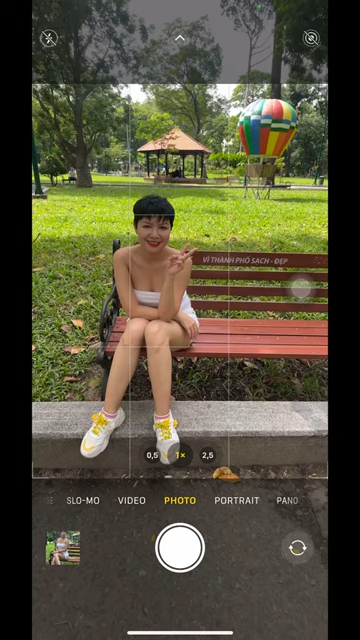 VÌ THÀNH PHỐ SẠCH - ĐẸP
0,5 1× 2,5
SLO-MO VIDEO PHOTO PORTRAIT PANO